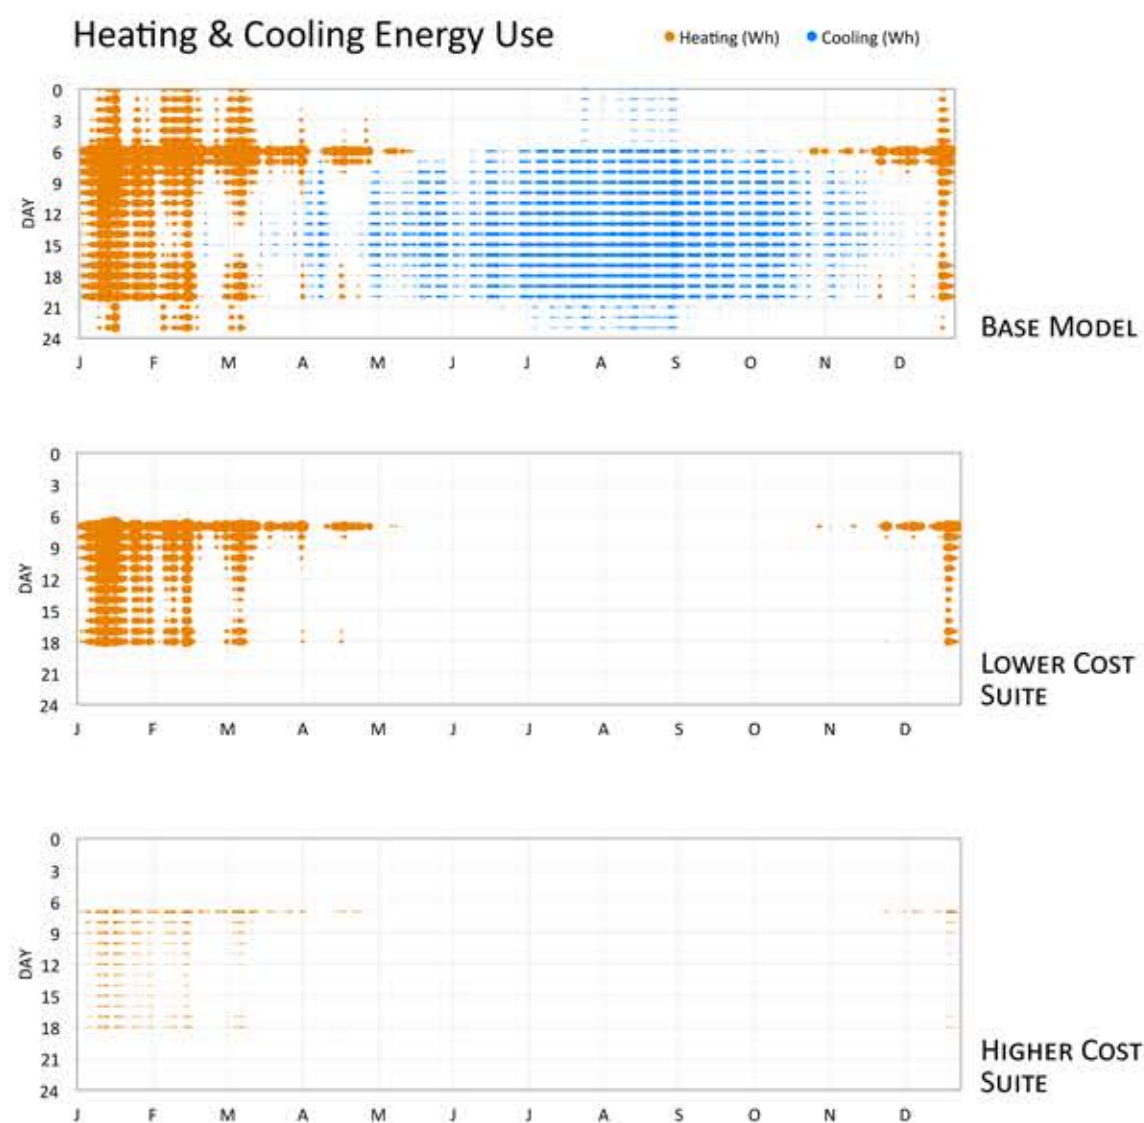 Heating & Cooling Energy Use
Heating (Wh) Cooling (Wh)
0
3
6
9
12
15
18
21
24
DAY
J F M A M J J A S O N D
BASE MODEL
0
3
6
9
12
15
18
21
24
DAY
J F M A M J J A S O N D
LOWER COST
SUITE
0
3
6
9
12
15
18
21
24
DAY
J F M A M J J A S O N D
HIGHER COST
SUITE